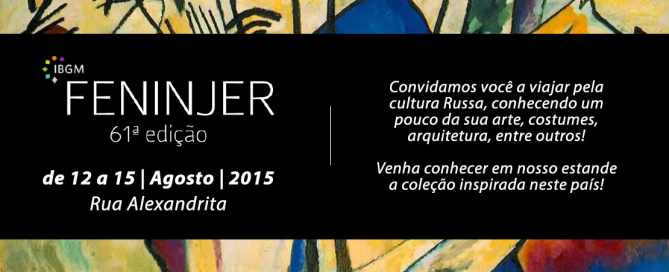 IBGM
FENINJER
61ª edição
de 12 a 15 | Agosto | 2015
Rua Alexandrita
Convidamos você a viajar pela
cultura Russa, conhecendo um
pouco da sua arte, costumes,
arquitetura, entre outros!
Venha conhecer em nosso estande
a coleção inspirada neste país!